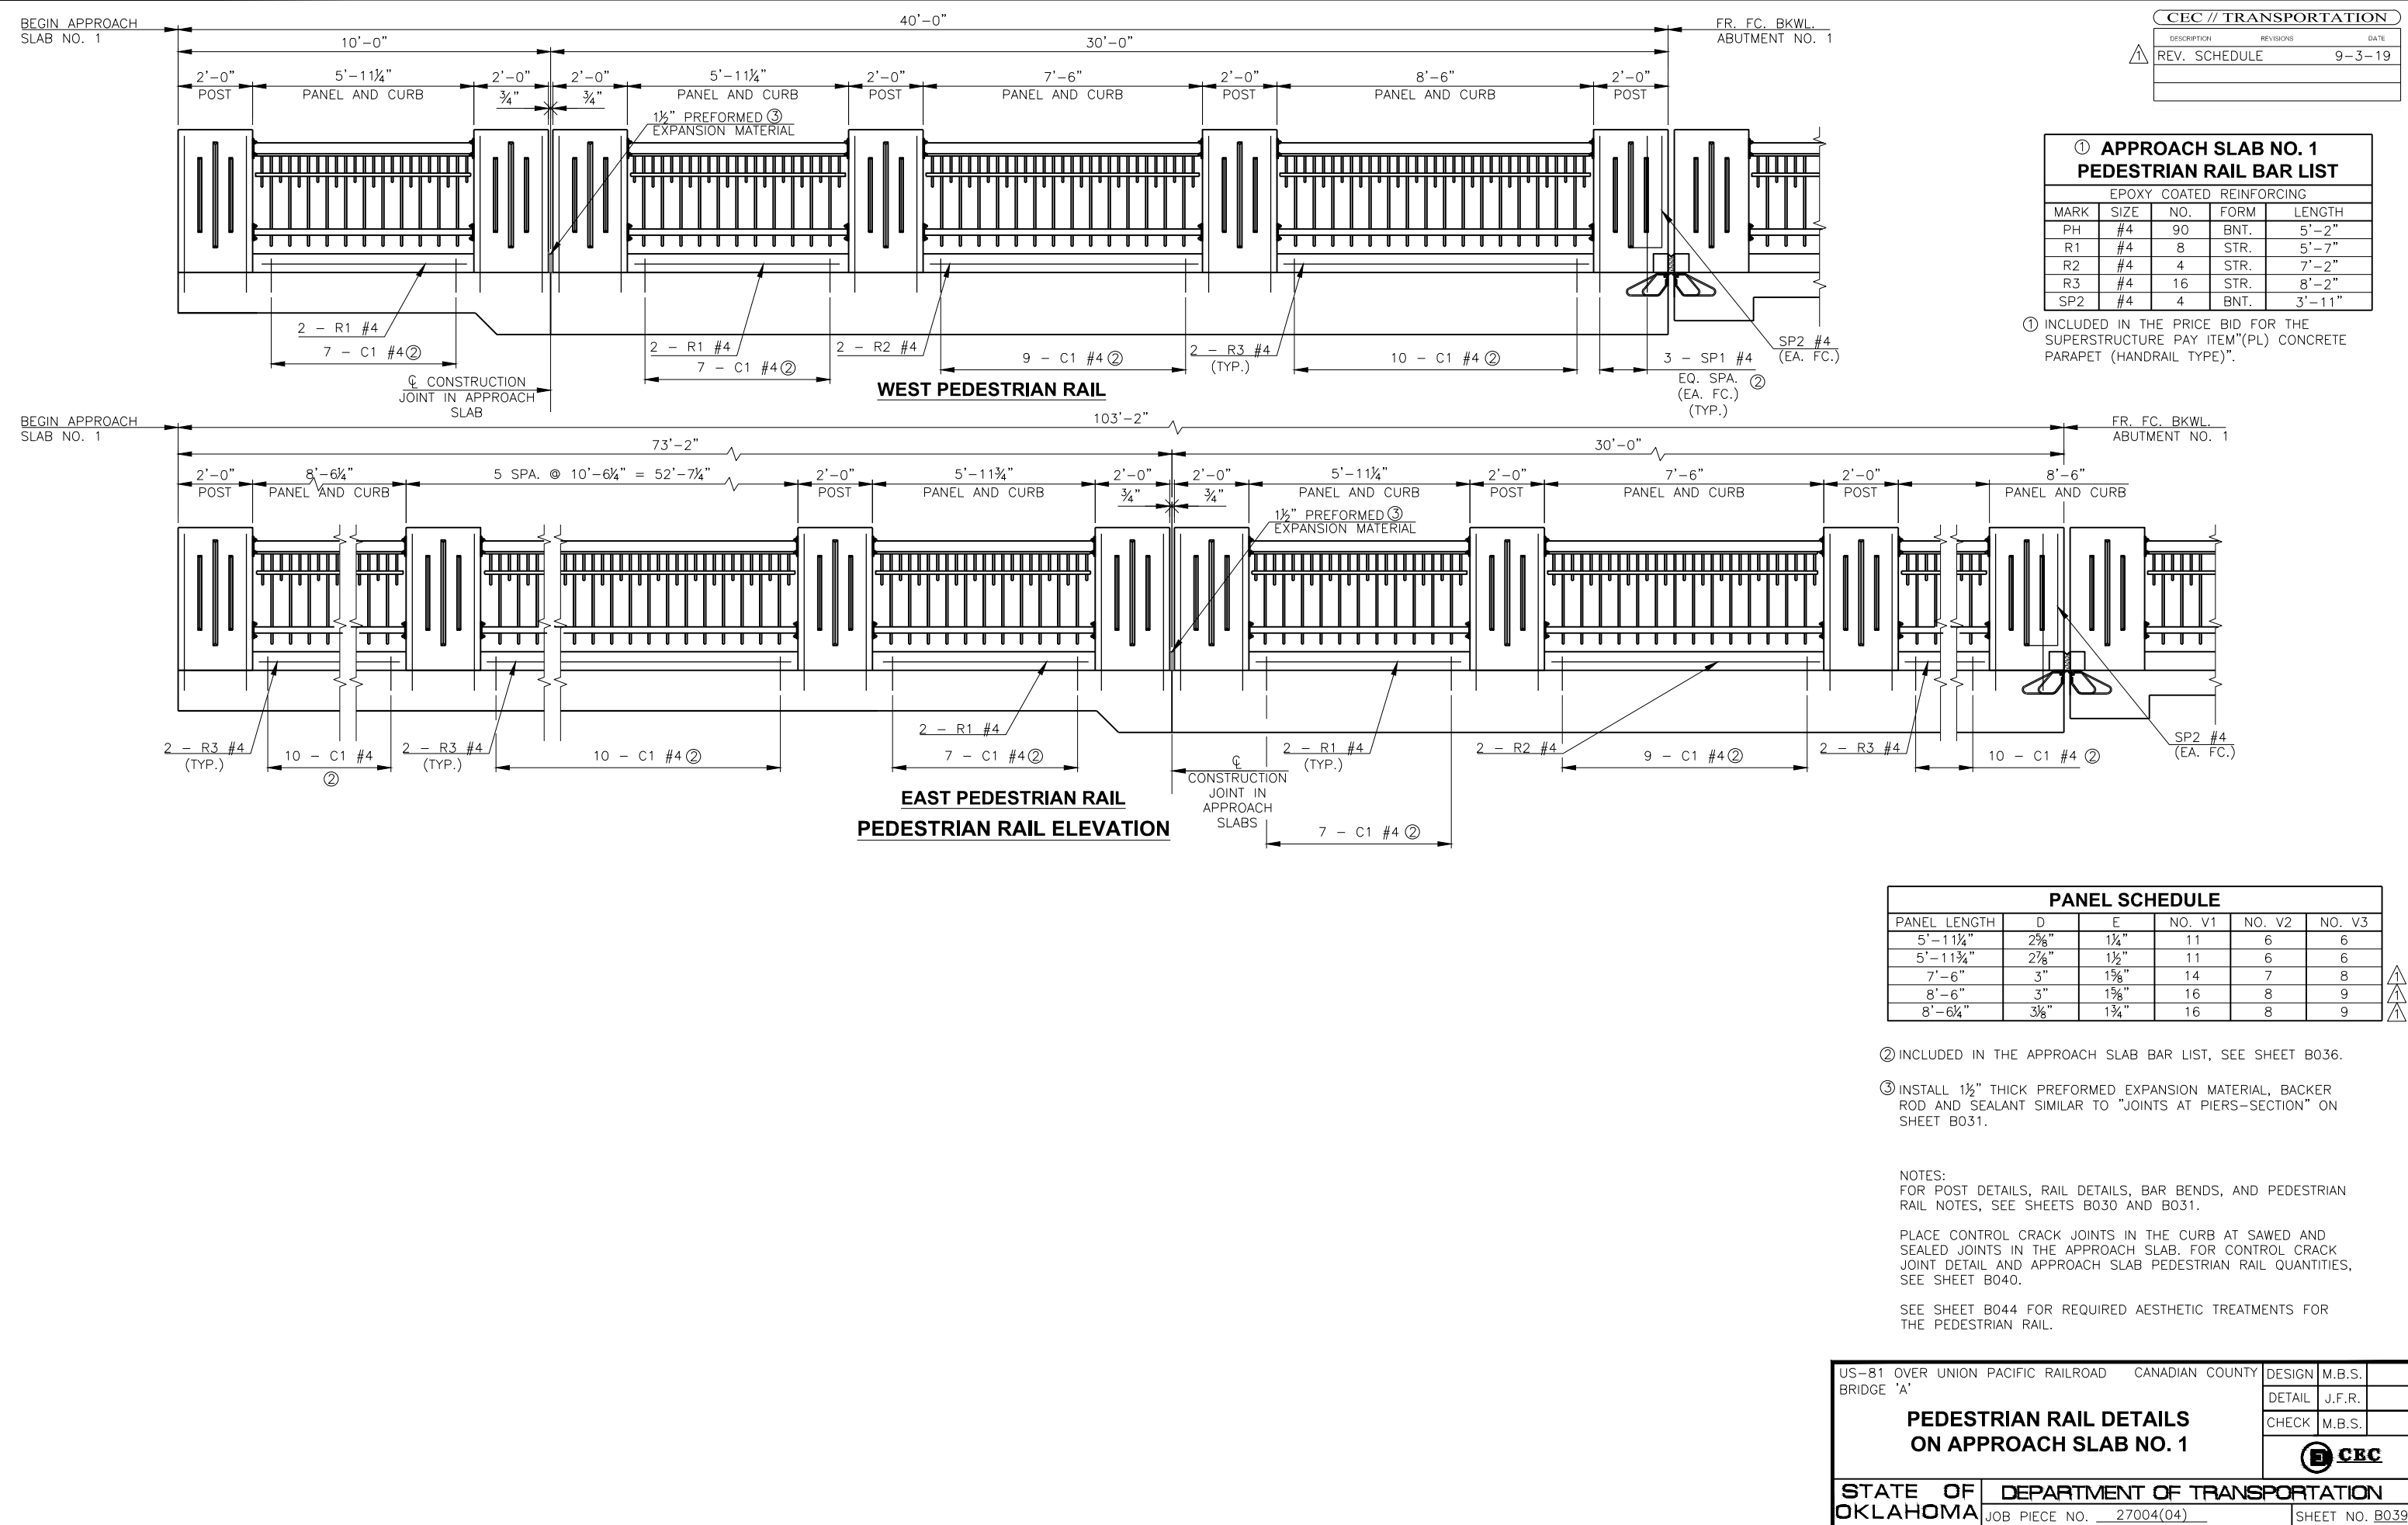 BEGIN APPROACH
SLAB NO. 1
40'-0"
FR. FC. BKWL.
ABUTMENT NO. 1
10'-0"
30'-0"
2'-0"
POST
5'-11¼"
PANEL AND CURB
2'-0"
¾"
2'-0"
¾"
5'-11¼"
PANEL AND CURB
2'-0"
POST
7'-6"
PANEL AND CURB
2'-0"
POST
8'-6"
PANEL AND CURB
2'-0"
POST
1½" PREFORMED ③
EXPANSION MATERIAL
2 - R1 #4
7 - C1 #4 ②
℄ CONSTRUCTION
JOINT IN APPROACH
SLAB
2 - R1 #4
7 - C1 #4 ②
2 - R2 #4
9 - C1 #4 ②
2 - R3 #4
(TYP.)
10 - C1 #4 ②
3 - SP1 #4
EQ. SPA. ②
(EA. FC.)
(TYP.)
SP2 #4
(EA. FC.)
WEST PEDESTRIAN RAIL
CEC // TRANSPORTATION
DESCRIPTION REVISIONS DATE
1 REV. SCHEDULE 9-3-19
① APPROACH SLAB NO. 1
PEDESTRIAN RAIL BAR LIST
EPOXY COATED REINFORCING
MARK SIZE NO. FORM LENGTH
PH #4 90 BNT. 5'-2"
R1 #4 8 STR. 5'-7"
R2 #4 4 STR. 7'-2"
R3 #4 16 STR. 8'-2"
SP2 #4 4 BNT. 3'-11"
① INCLUDED IN THE PRICE BID FOR THE
SUPERSTRUCTURE PAY ITEM"(PL) CONCRETE
PARAPET (HANDRAIL TYPE)".
BEGIN APPROACH
SLAB NO. 1
103'-2"
FR. FC. BKWL.
ABUTMENT NO. 1
73'-2"
30'-0"
2'-0"
POST
8'-6¼"
PANEL AND CURB
5 SPA. @ 10'-6¼" = 52'-7¼"
2'-0"
POST
5'-11¾"
PANEL AND CURB
2'-0"
¾"
2'-0"
¾"
5'-11¼"
PANEL AND CURB
2'-0"
POST
7'-6"
PANEL AND CURB
2'-0"
POST
8'-6"
PANEL AND CURB
1½" PREFORMED ③
EXPANSION MATERIAL
2 - R3 #4
(TYP.)
10 - C1 #4
②
2 - R3 #4
(TYP.)
10 - C1 #4 ②
2 - R1 #4
7 - C1 #4 ②
℄
CONSTRUCTION
JOINT IN
APPROACH
SLABS
2 - R1 #4
(TYP.)
7 - C1 #4 ②
2 - R2 #4
9 - C1 #4 ②
2 - R3 #4
10 - C1 #4 ②
SP2 #4
(EA. FC.)
EAST PEDESTRIAN RAIL
PEDESTRIAN RAIL ELEVATION
PANEL SCHEDULE
PANEL LENGTH D E NO. V1 NO. V2 NO. V3
5'-11¼" 2⅝" 1¼" 11 6 6
5'-11¾" 2⅞" 1½" 11 6 6
7'-6" 3" 1⅝" 14 7 8 1
8'-6" 3" 1⅝" 16 8 9 1
8'-6¼" 3⅛" 1¾" 16 8 9 1
② INCLUDED IN THE APPROACH SLAB BAR LIST, SEE SHEET B036.
③ INSTALL 1½" THICK PREFORMED EXPANSION MATERIAL, BACKER
ROD AND SEALANT SIMILAR TO "JOINTS AT PIERS-SECTION" ON
SHEET B031.
NOTES:
FOR POST DETAILS, RAIL DETAILS, BAR BENDS, AND PEDESTRIAN
RAIL NOTES, SEE SHEETS B030 AND B031.
PLACE CONTROL CRACK JOINTS IN THE CURB AT SAWED AND
SEALED JOINTS IN THE APPROACH SLAB. FOR CONTROL CRACK
JOINT DETAIL AND APPROACH SLAB PEDESTRIAN RAIL QUANTITIES,
SEE SHEET B040.
SEE SHEET B044 FOR REQUIRED AESTHETIC TREATMENTS FOR
THE PEDESTRIAN RAIL.
US-81 OVER UNION PACIFIC RAILROAD CANADIAN COUNTY
BRIDGE 'A'
PEDESTRIAN RAIL DETAILS
ON APPROACH SLAB NO. 1
DESIGN M.B.S.
DETAIL J.F.R.
CHECK M.B.S.
CEC
STATE OF
OKLAHOMA
DEPARTMENT OF TRANSPORTATION
JOB PIECE NO. 27004(04) SHEET NO. B039